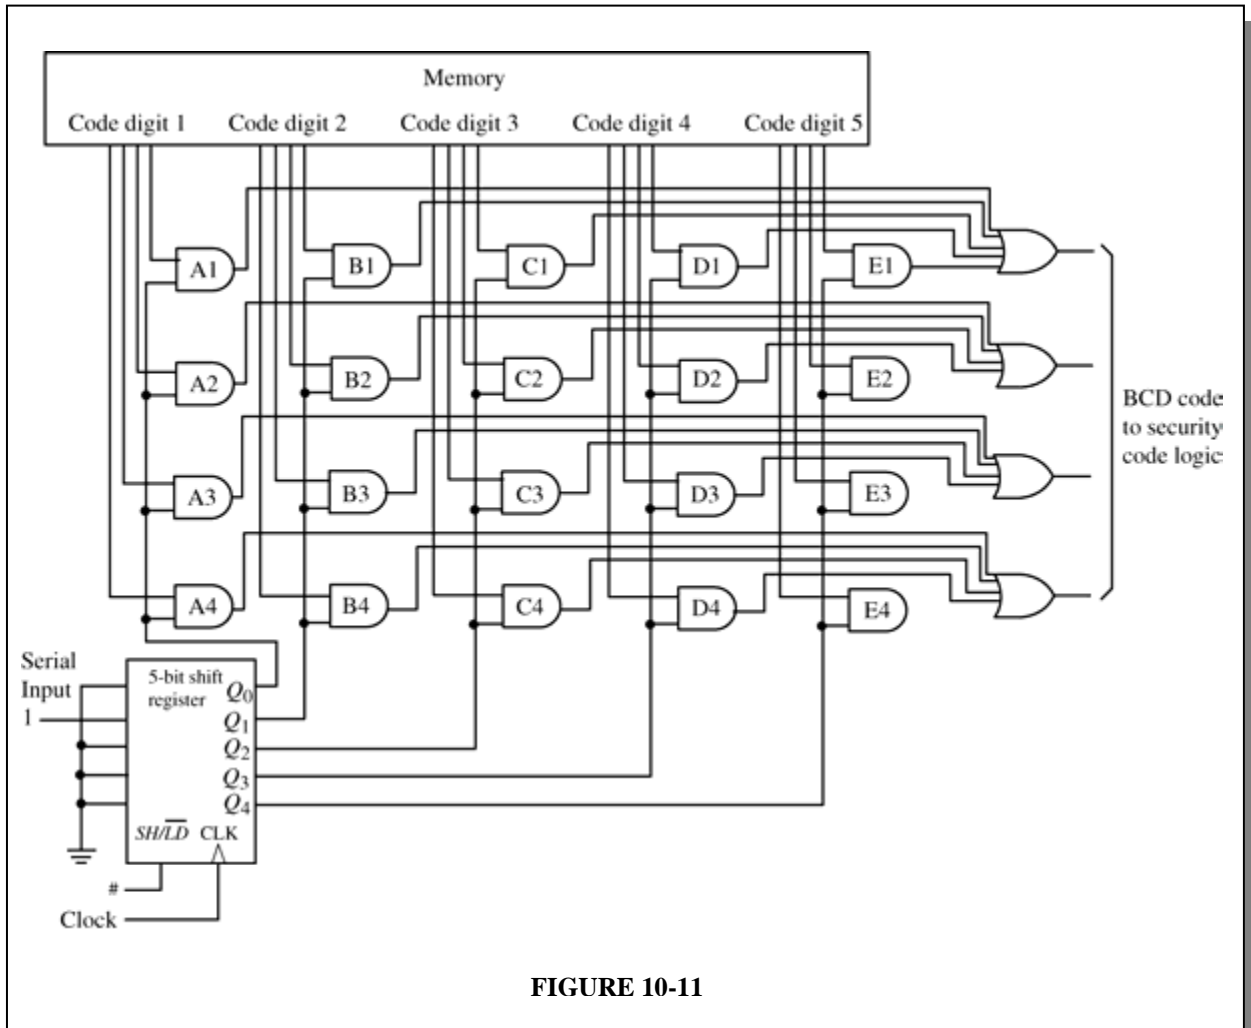 Memory
Code digit 1 Code digit 2 Code digit 3 Code digit 4 Code digit 5
A1 B1 C1 D1 E1
A2 B2 C2 D2 E2
A3 B3 C3 D3 E3
A4 B4 C4 D4 E4
BCD code
to security
code logic
Serial
Input
1
5-bit shift
register
Q0
Q1
Q2
Q3
Q4
SH/L̅D̅ CLK
#
Clock
FIGURE 10-11